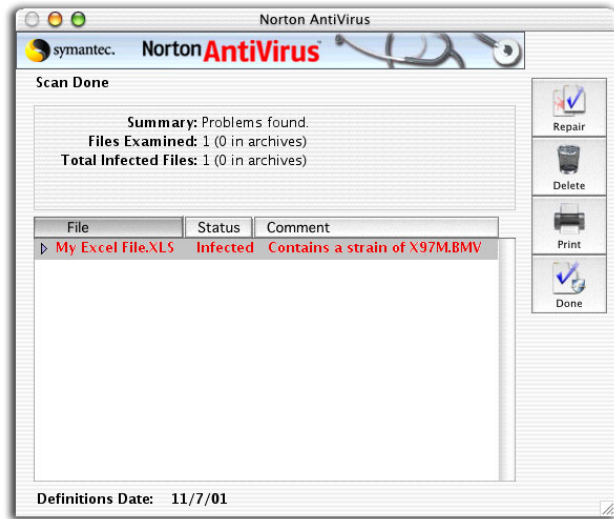 Norton AntiVirus
symantec. Norton AntiVirus™
Scan Done
Summary: Problems found.
Files Examined: 1 (0 in archives)
Total Infected Files: 1 (0 in archives)
Repair
Delete
Print
Done
File Status Comment
My Excel File.XLS Infected Contains a strain of X97M.BMV
Definitions Date: 11/7/01